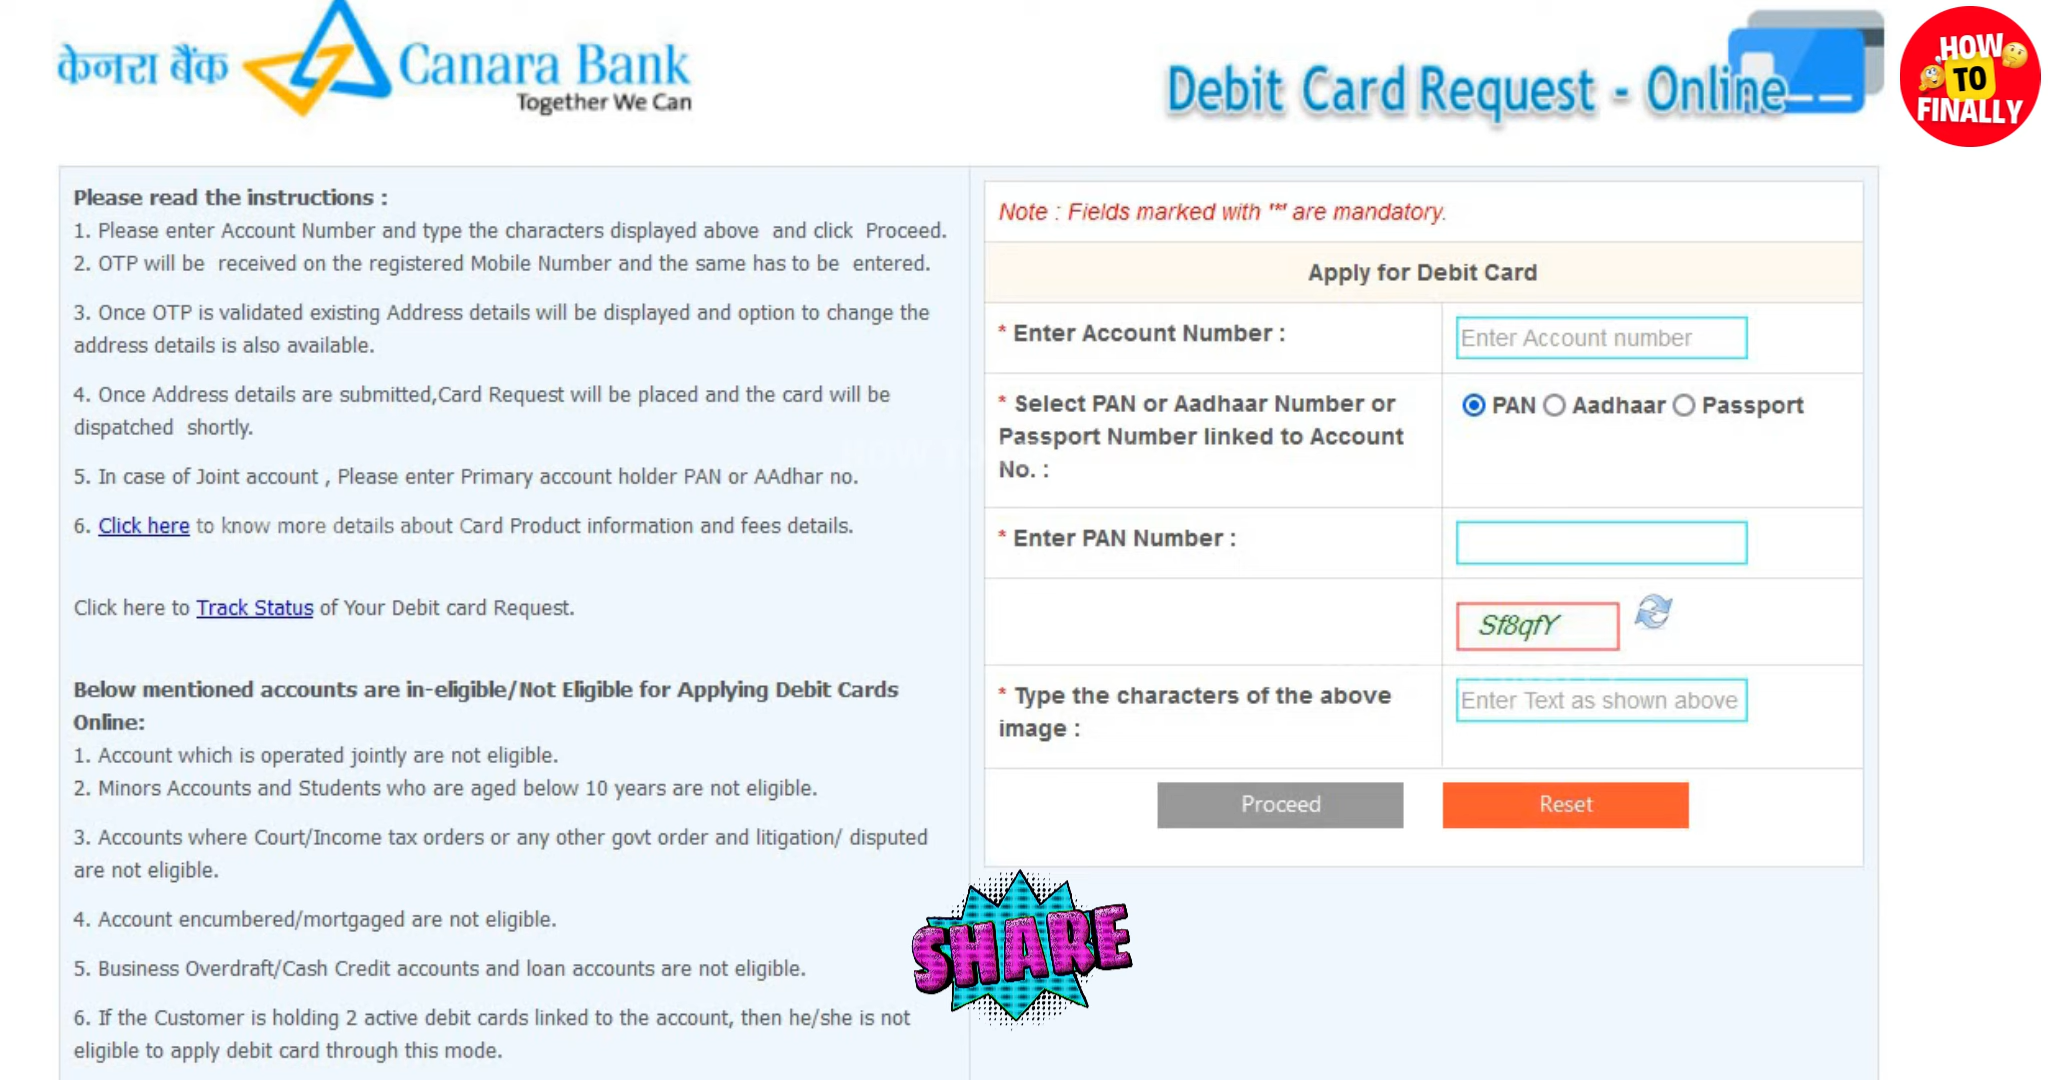 केनरा बैंक Canara Bank
Together We Can
Debit Card Request - Online
HOW
TO
FINALLY
Please read the instructions :
1. Please enter Account Number and type the characters displayed above and click Proceed.
2. OTP will be received on the registered Mobile Number and the same has to be entered.
3. Once OTP is validated existing Address details will be displayed and option to change the
address details is also available.
4. Once Address details are submitted,Card Request will be placed and the card will be
dispatched shortly.
5. In case of Joint account , Please enter Primary account holder PAN or AAdhar no.
6. Click here to know more details about Card Product information and fees details.
Click here to Track Status of Your Debit card Request.
Below mentioned accounts are in-eligible/Not Eligible for Applying Debit Cards
Online:
1. Account which is operated jointly are not eligible.
2. Minors Accounts and Students who are aged below 10 years are not eligible.
3. Accounts where Court/Income tax orders or any other govt order and litigation/ disputed
are not eligible.
4. Account encumbered/mortgaged are not eligible.
5. Business Overdraft/Cash Credit accounts and loan accounts are not eligible.
6. If the Customer is holding 2 active debit cards linked to the account, then he/she is not
eligible to apply debit card through this mode.
Note : Fields marked with '*' are mandatory.
Apply for Debit Card
* Enter Account Number :
Enter Account number
* Select PAN or Aadhaar Number or
Passport Number linked to Account
No. :
PAN Aadhaar Passport
* Enter PAN Number :
Sf8qfY
* Type the characters of the above
image :
Enter Text as shown above
Proceed Reset
SHARE